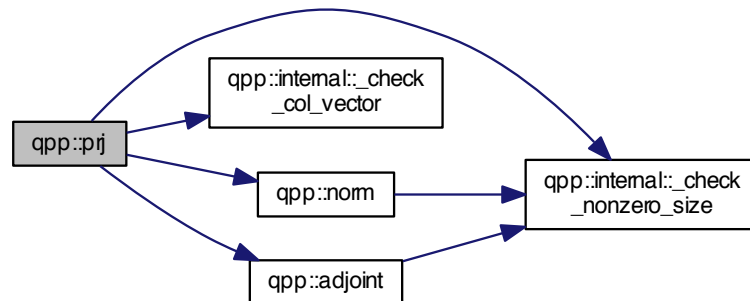 qpp::prj
qpp::internal::_check
_col_vector
qpp::norm
qpp::adjoint
qpp::internal::_check
_nonzero_size